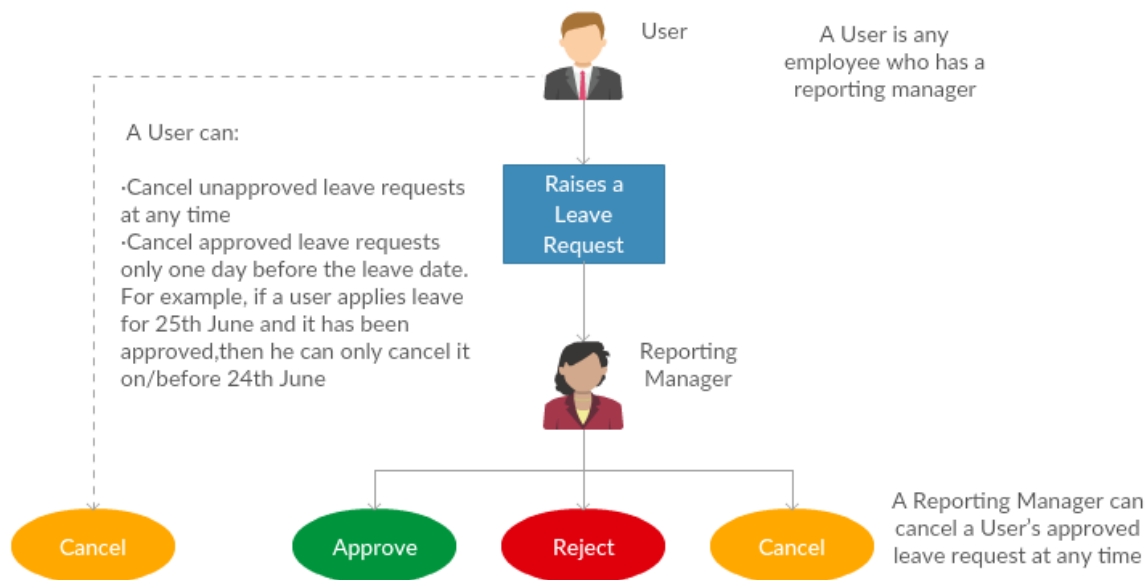 User
A User is any
employee who has a
reporting manager
A User can:
·Cancel unapproved leave requests
at any time
·Cancel approved leave requests
only one day before the leave date.
For example, if a user applies leave
for 25th June and it has been
approved,then he can only cancel it
on/before 24th June
Raises a
Leave
Request
Reporting
Manager
Cancel
Approve
Reject
Cancel
A Reporting Manager can
cancel a User's approved
leave request at any time